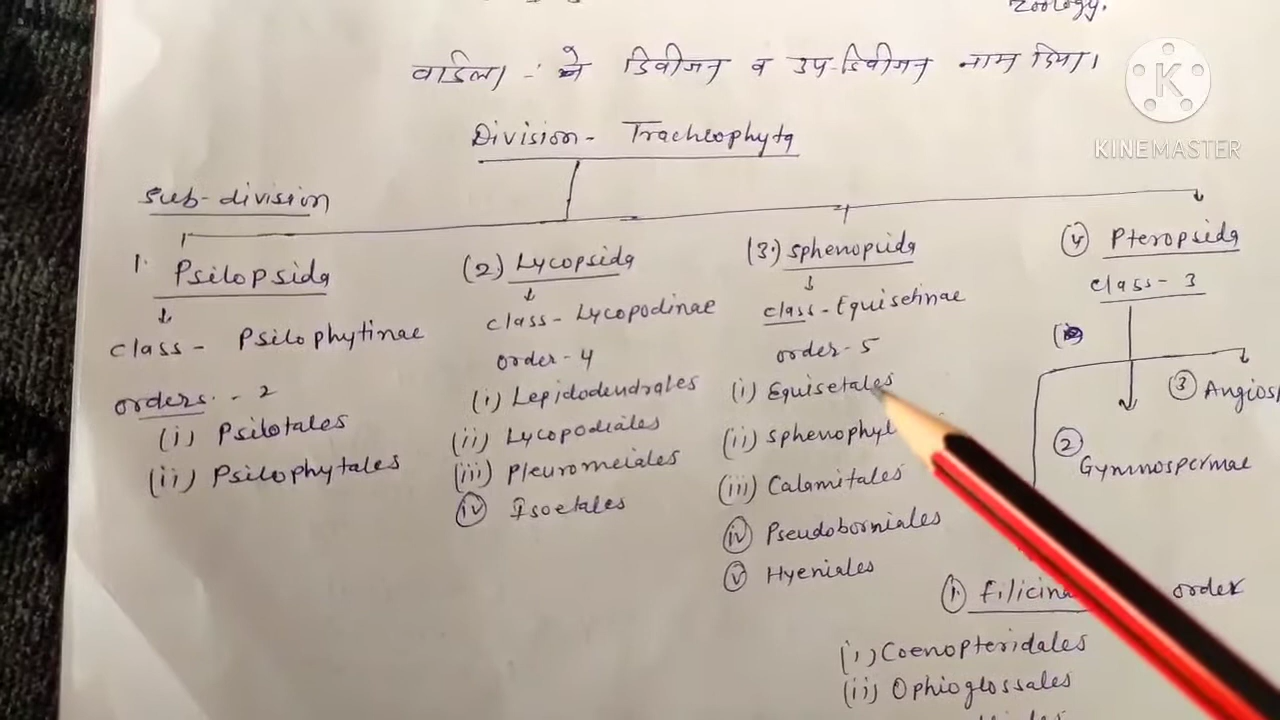 Zoology.
वार्डल :- ने डिवीजन व उप-डिवीजन नाम दिया।
K
KINEMASTER
Division - Tracheophyta
Sub-division
1. Psilopsida
(2) Lycopsida
(3.) Sphenopsida
(4) Pteropsida
class - Psilophytinae
class - Lycopodinae
class - Equisetinae
class - 3
orders. - 2
order - 4
order - 5
(i) Psilotales
(i) Lepidodendrales
(i) Equisetales
(3) Angiosp
(ii) Psilophytales
(ii) Lycopodiales
(ii) Sphenophyl
(2) Gymnospermae
(iii) Pleuromeiales
(iii) Calamitales
(iv) Isoetales
(iv) Pseudoborniales
(v) Hyeniales
(1.) Filicina
order
(i) Coenopteridales
(ii) Ophioglossales